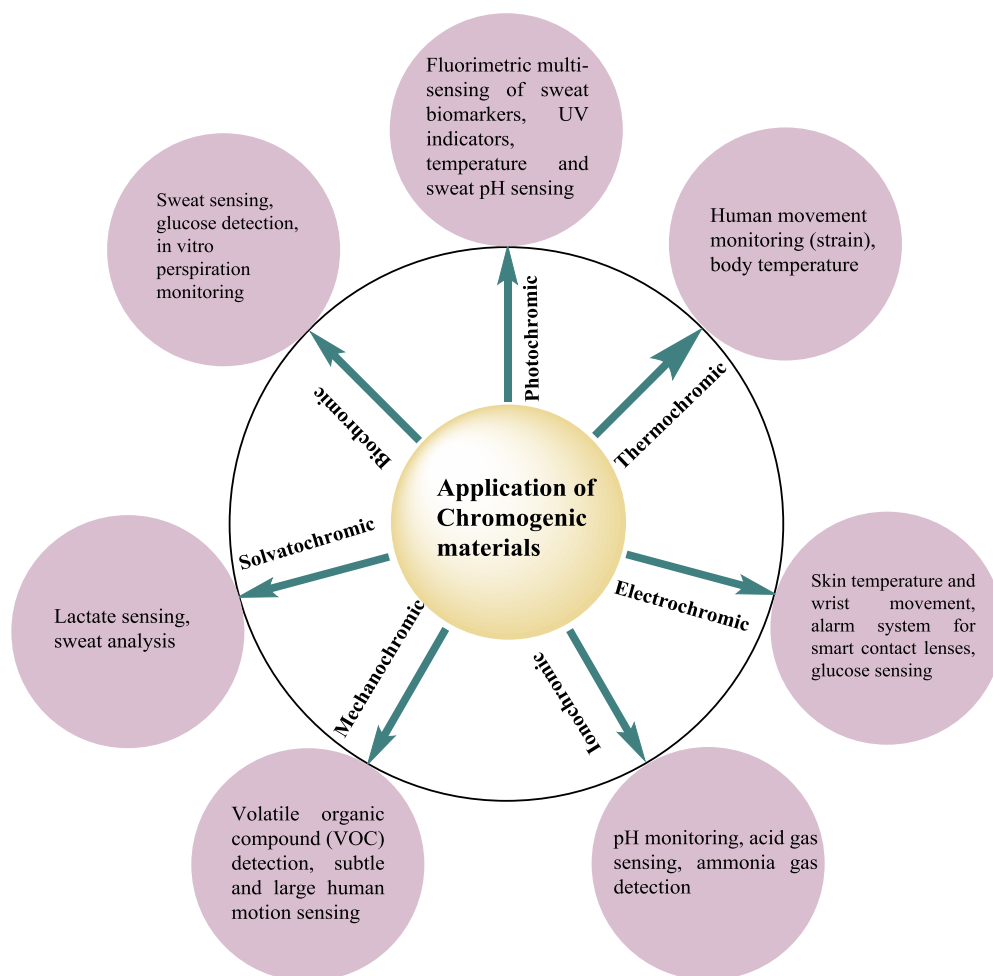 Fluorimetric multi-
sensing of sweat
biomarkers, UV
indicators,
temperature and
sweat pH sensing
Human movement
monitoring (strain),
body temperature
Sweat sensing,
glucose detection,
in vitro
perspiration
monitoring
Photochromic
Thermochromic
Biochromic
Application of
Chromogenic
materials
Solvatochromic
Electrochromic
Mechanochromic
Ionochromic
Skin temperature and
wrist movement,
alarm system for
smart contact lenses,
glucose sensing
Lactate sensing,
sweat analysis
Volatile organic
compound (VOC)
detection, subtle
and large human
motion sensing
pH monitoring, acid gas
sensing, ammonia gas
detection